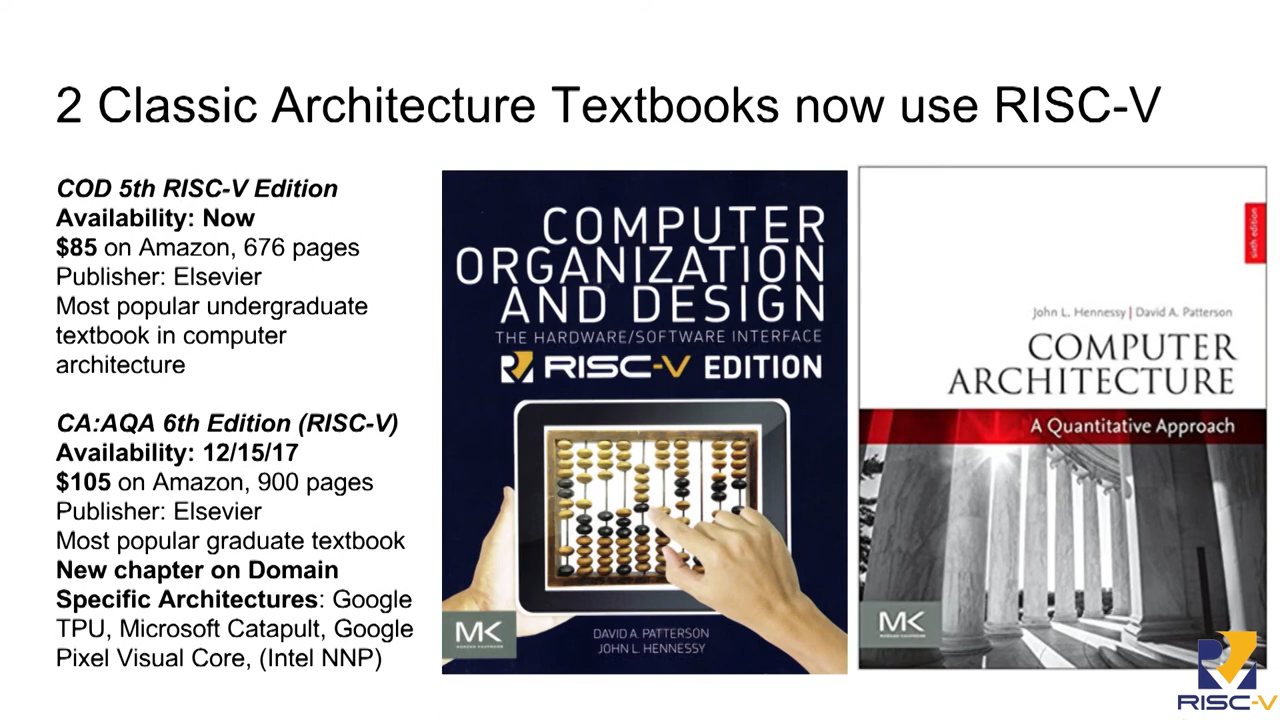 2 Classic Architecture Textbooks now use RISC-V
COD 5th RISC-V Edition
Availability: Now
$85 on Amazon, 676 pages
Publisher: Elsevier
Most popular undergraduate
textbook in computer
architecture
CA:AQA 6th Edition (RISC-V)
Availability: 12/15/17
$105 on Amazon, 900 pages
Publisher: Elsevier
Most popular graduate textbook
New chapter on Domain
Specific Architectures: Google
TPU, Microsoft Catapult, Google
Pixel Visual Core, (Intel NNP)
COMPUTER
ORGANIZATION
AND DESIGN
THE HARDWARE/SOFTWARE INTERFACE
RISC-V EDITION
MK
MORGAN KAUFMANN
DAVID A. PATTERSON
JOHN L. HENNESSY
sixth edition
John L. Hennessy | David A. Patterson
COMPUTER
ARCHITECTURE
A Quantitative Approach
MK
MORGAN KAUFMANN
RISC-V